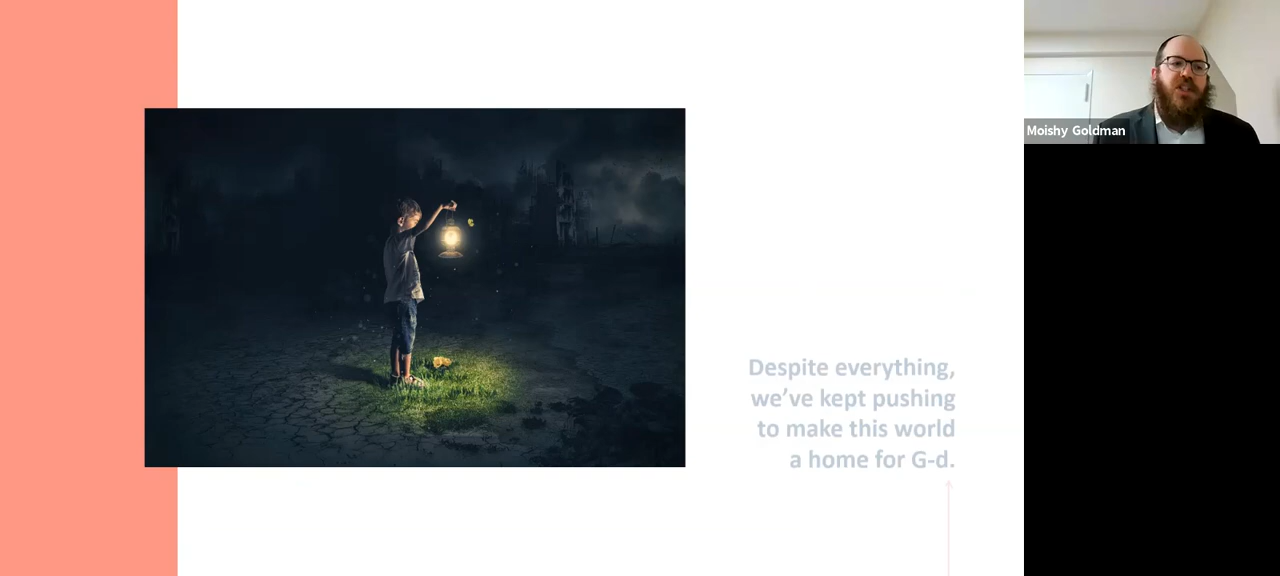 Despite everything,
we’ve kept pushing
to make this world
a home for G-d.
Moishy Goldman